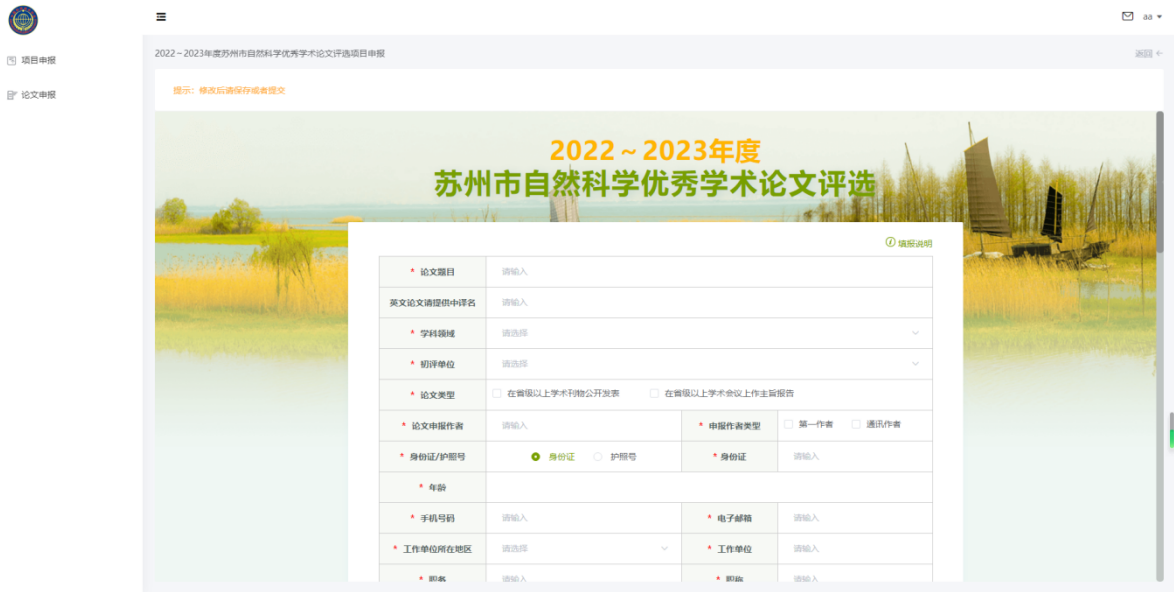 aa
项目申报
论文申报
2022～2023年度苏州市自然科学优秀学术论文评选项目申报
返回
提示：修改后请保存或者提交
2022～2023年度
苏州市自然科学优秀学术论文评选
填报说明
* 论文题目 请输入
英文论文请提供中译名 请输入
* 学科领域 请选择
* 初评单位 请选择
* 论文类型 在省级以上学术刊物公开发表 在省级以上学术会议上作主旨报告
* 论文申报作者 请输入 * 申报作者类型 第一作者 通讯作者
* 身份证/护照号 身份证 护照号 * 身份证 请输入
* 年龄
* 手机号码 请输入 * 电子邮箱 请输入
* 工作单位所在地区 请选择 * 工作单位 请输入
* 职务 请输入 * 职称 请输入